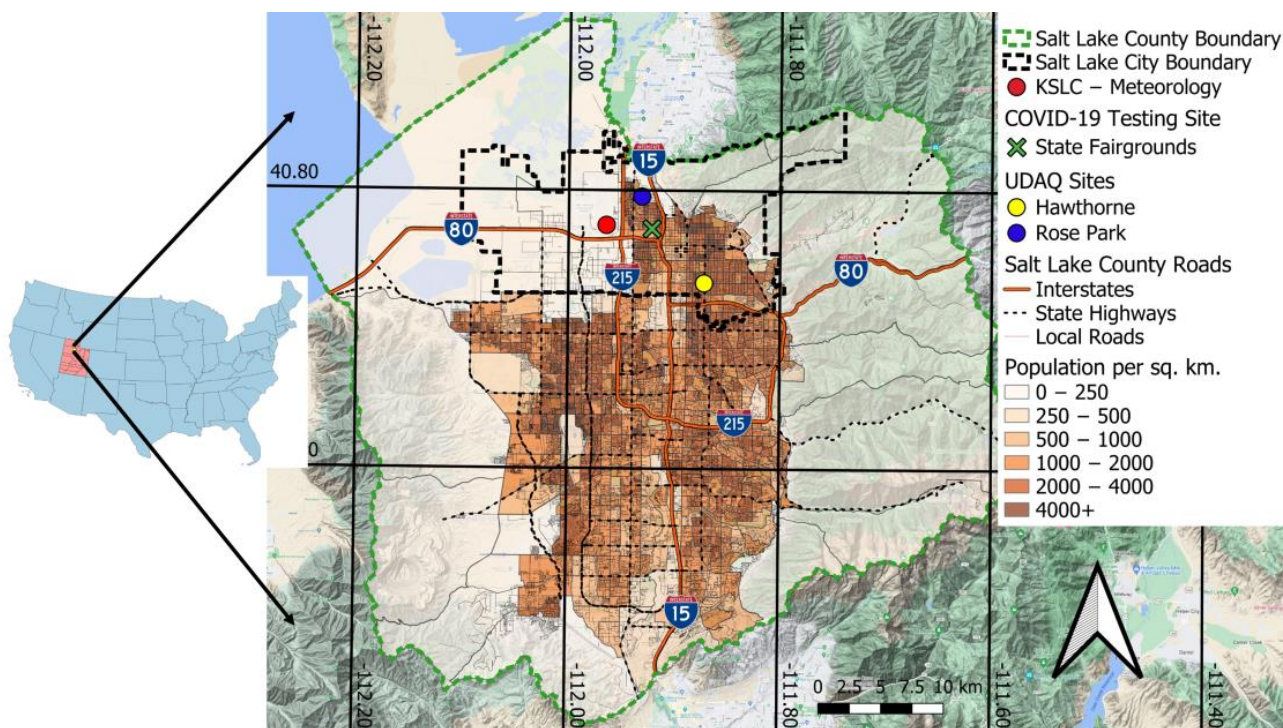 -112.20
-112.00
-111.80
40.80
0
15
80
215
80
215
15
-112.20
-112.00
-111.80
-111.60
-111.40
0 2.5 5 7.5 10 km
Salt Lake County Boundary
Salt Lake City Boundary
KSLC – Meteorology
COVID-19 Testing Site
State Fairgrounds
UDAQ Sites
Hawthorne
Rose Park
Salt Lake County Roads
Interstates
State Highways
Local Roads
Population per sq. km.
0 – 250
250 – 500
500 – 1000
1000 – 2000
2000 – 4000
4000+